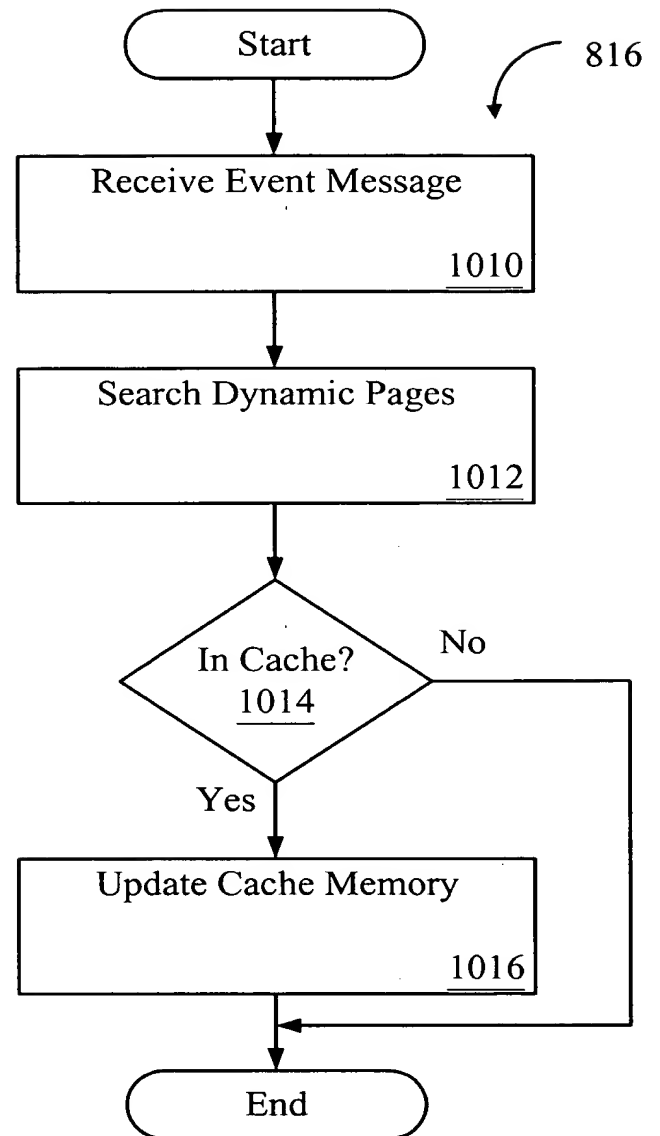 Start
816
Receive Event Message
1010
Search Dynamic Pages
1012
In Cache?
1014
No
Yes
Update Cache Memory
1016
End